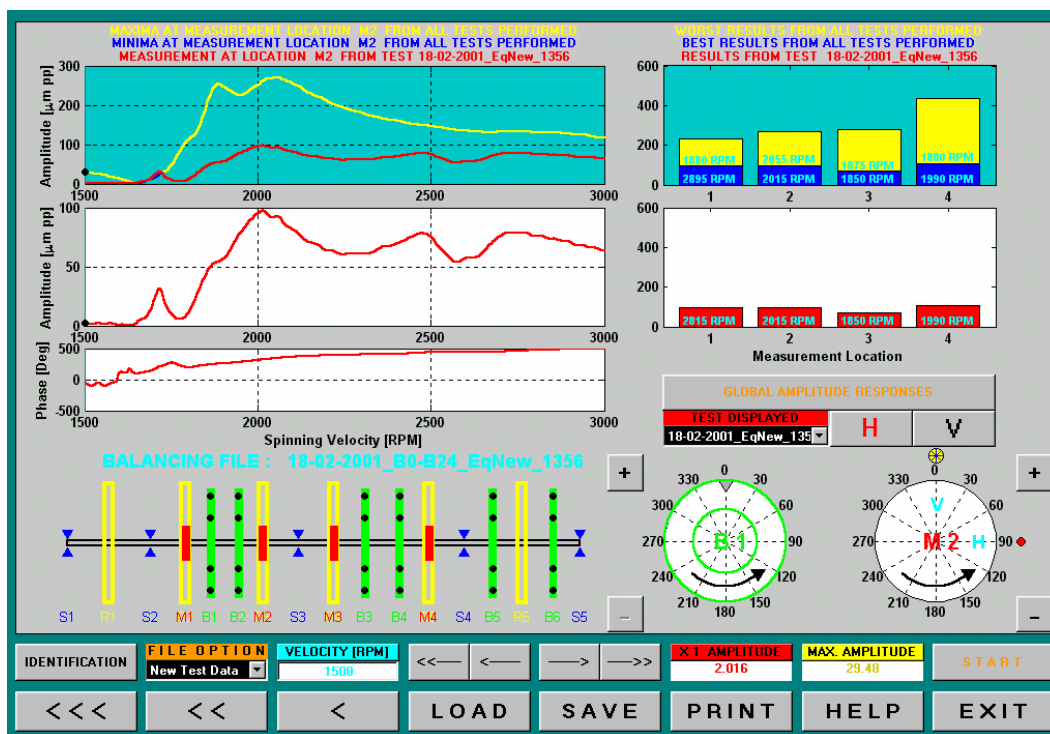 MAXIMA AT MEASUREMENT LOCATION M2 FROM ALL TESTS PERFORMED
MINIMA AT MEASUREMENT LOCATION M2 FROM ALL TESTS PERFORMED
MEASUREMENT AT LOCATION M2 FROM TEST 18-02-2001_EqNew_1356
300
200
100
0
Amplitude [μm pp]
1500 2000 2500 3000
100
50
0
Amplitude [μm pp]
1500 2000 2500 3000
500
0
-500
Phase [Deg]
1500 2000 2500 3000
Spinning Velocity [RPM]
WORST RESULTS FROM ALL TESTS PERFORMED
BEST RESULTS FROM ALL TESTS PERFORMED
RESULTS FROM TEST 18-02-2001_EqNew_1356
600
400
200
0
1880 RPM 2055 RPM 1875 RPM 1880 RPM
2895 RPM 2015 RPM 1850 RPM 1990 RPM
1 2 3 4
600
400
200
0
2815 RPM 2015 RPM 1850 RPM 1990 RPM
1 2 3 4
Measurement Location
GLOBAL AMPLITUDE RESPONSES
TEST DISPLAYED
18-02-2001_EqNew_135
H V
BALANCING FILE : 18-02-2001_B0-B24_EqNew_1356
S1 R1 S2 M1 B1 B2 M2 S3 M3 B3 B4 M4 S4 B5 R6 B6 S5
+
–
0
330 30
300 60
270 B 1 90
240 120
210 150
180
0
330 30
V
300 60
270 M 2 H 90
240 120
210 150
180
+
–
IDENTIFICATION
FILE OPTION
New Test Data
VELOCITY [RPM]
1500
<<— <— —> —>>
X 1 AMPLITUDE
2.016
MAX. AMPLITUDE
29.48
START
<<< << < LOAD SAVE PRINT HELP EXIT